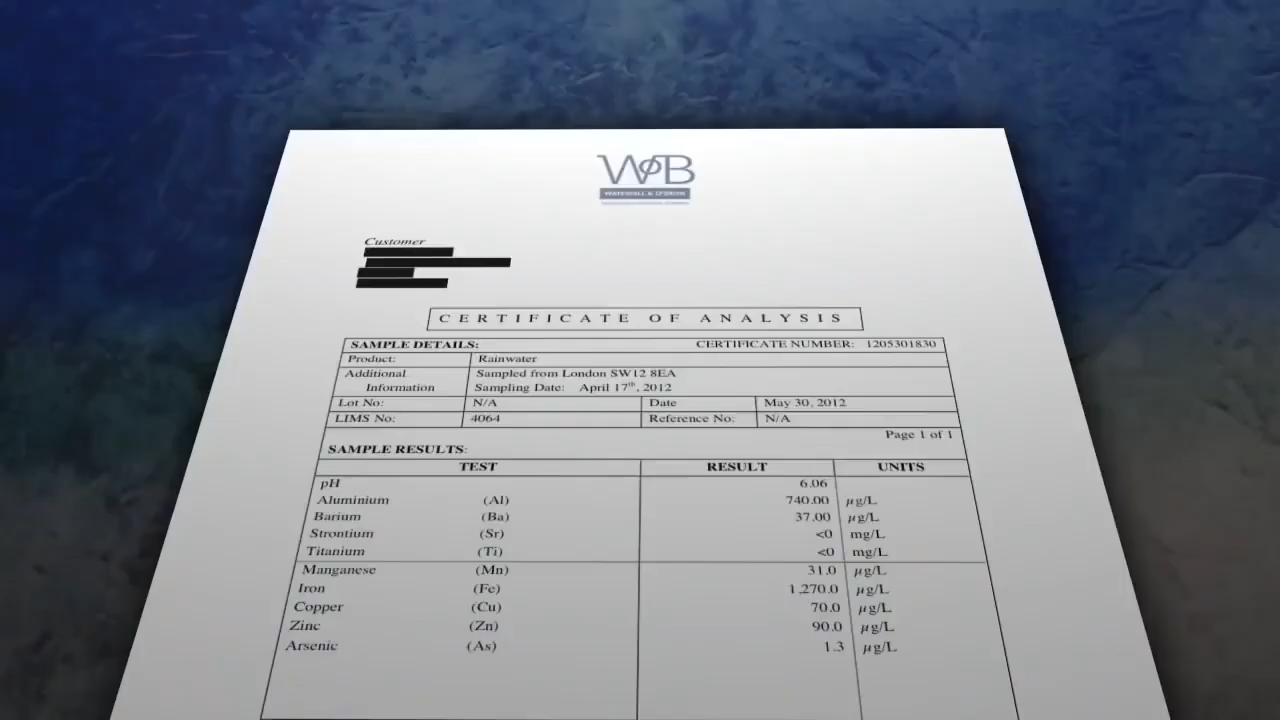 WB
Customer
CERTIFICATE OF ANALYSIS
SAMPLE DETAILS: CERTIFICATE NUMBER: 1205301830
Product: Rainwater
Additional Information Sampled from London SW12 8EA
Sampling Date: April 17th, 2012
Lot No: N/A Date May 30, 2012
LIMS No: 4064 Reference No: N/A
Page 1 of 1
SAMPLE RESULTS:
TEST RESULT UNITS
pH 6.06
Aluminium (Al) 740.00 µg/L
Barium (Ba) 37.00 µg/L
Strontium (Sr) <0 mg/L
Titanium (Ti) <0 mg/L
Manganese (Mn) 31.0 µg/L
Iron (Fe) 1,270.0 µg/L
Copper (Cu) 70.0 µg/L
Zinc (Zn) 90.0 µg/L
Arsenic (As) 1.3 µg/L